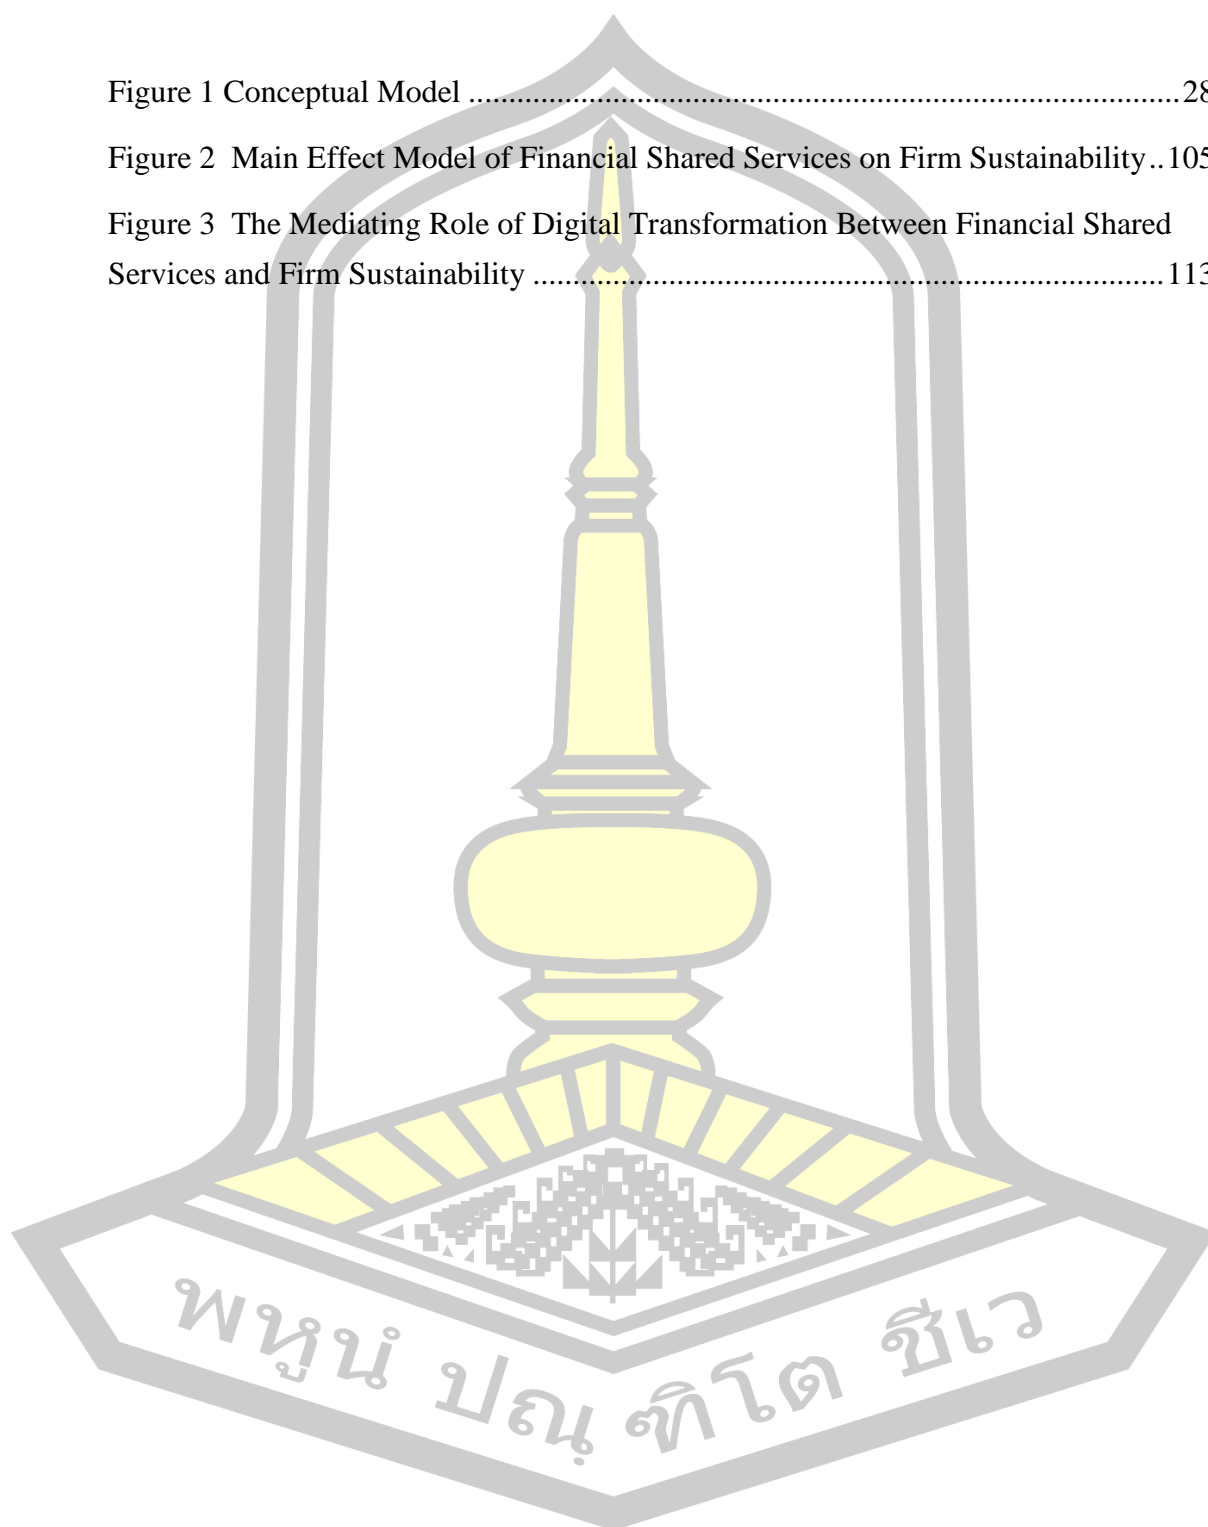 Figure 1 Conceptual Model ..........................................................................................28
Figure 2  Main Effect Model of Financial Shared Services on Firm Sustainability..105
Figure 3  The Mediating Role of Digital Transformation Between Financial Shared
Services and Firm Sustainability ................................................................................113
พหูนํ ปณฺ ฑิโต ชีเว